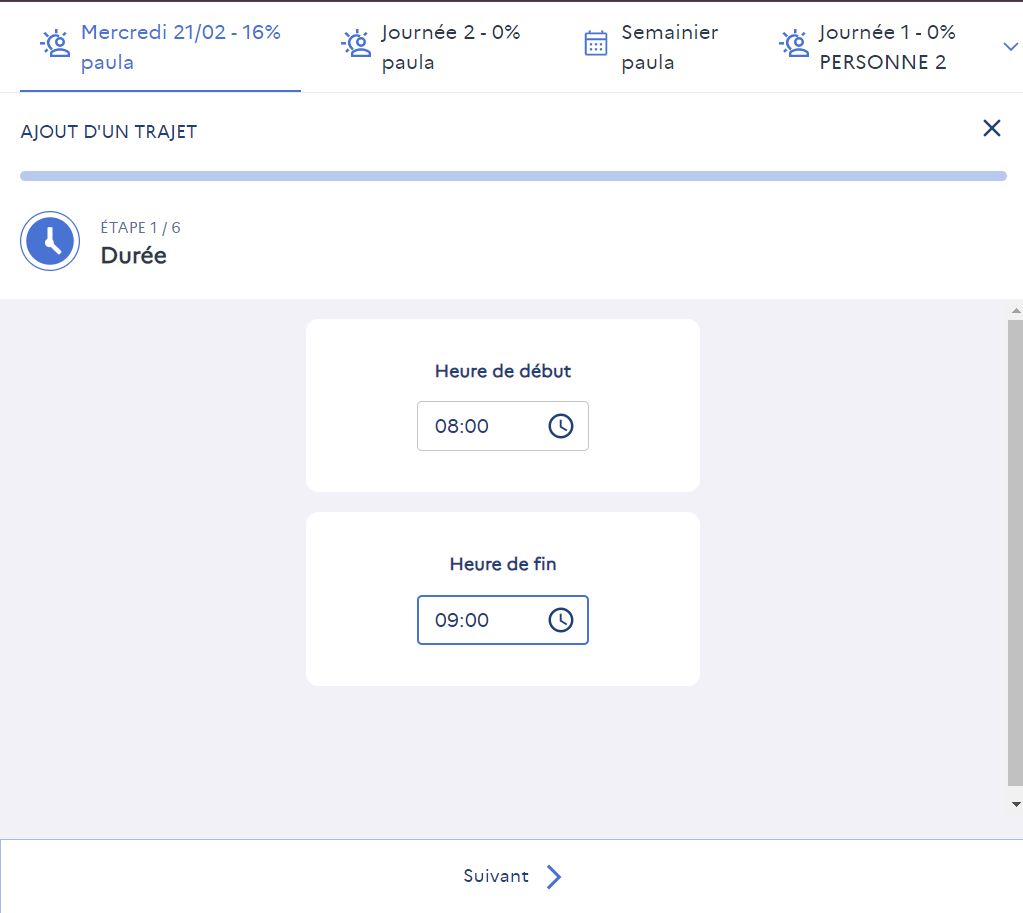 Mercredi 21/02 - 16%
paula
Journée 2 - 0%
paula
Semainier
paula
Journée 1 - 0%
PERSONNE 2
AJOUT D'UN TRAJET
ÉTAPE 1 / 6
Durée
Heure de début
08:00
Heure de fin
09:00
Suivant